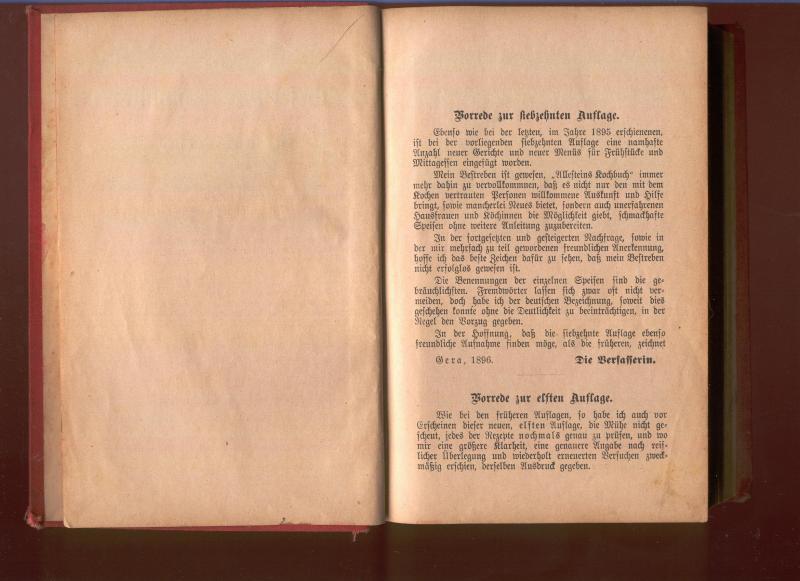 Vorrede zur siebzehnten Auflage.
Ebenso wie bei der letzten, im Jahre 1895 erschienenen,
ist bei der vorliegenden siebzehnten Auflage eine namhafte
Anzahl neuer Gerichte und neuer Menüs für Frühstücke und
Mittagessen eingefügt worden.
Mein Bestreben ist gewesen, „Allesteins Kochbuch“ immer
mehr dahin zu vervollkommnen, daß es nicht nur den mit dem
Kochen vertrauten Personen willkommene Auskunft und Hilfe
bringt, sowie mancherlei Neues bietet, sondern auch unerfahrenen
Hausfrauen und Köchinnen die Möglichkeit giebt, schmackhafte
Speisen ohne weitere Anleitung zuzubereiten.
In der fortgesetzten und gesteigerten Nachfrage, sowie in
der mir mehrfach zu teil gewordenen freundlichen Anerkennung,
hoffe ich das beste Zeichen dafür zu sehen, daß mein Bestreben
nicht erfolglos gewesen ist.
Die Benennungen der einzelnen Speisen sind die ge-
bräuchlichsten. Fremdwörter lassen sich zwar oft nicht ver-
meiden, doch habe ich der deutschen Bezeichnung, soweit dies
geschehen konnte ohne die Deutlichkeit zu beeinträchtigen, in der
Regel den Vorzug gegeben.
In der Hoffnung, daß die siebzehnte Auflage ebenso
freundliche Aufnahme finden möge, als die früheren, zeichnet
Gera, 1896. Die Verfasserin.
Vorrede zur elften Auflage.
Wie bei den früheren Auflagen, so habe ich auch vor
Erscheinen dieser neuen, elften Auflage, die Mühe nicht ge-
scheut, jedes der Rezepte nochmals genau zu prüfen, und wo
mir eine größere Klarheit, eine genauere Angabe nach reif-
licher Überlegung und wiederholt erneuerten Versuchen zweck-
mäßig erschien, derselben Ausdruck gegeben.